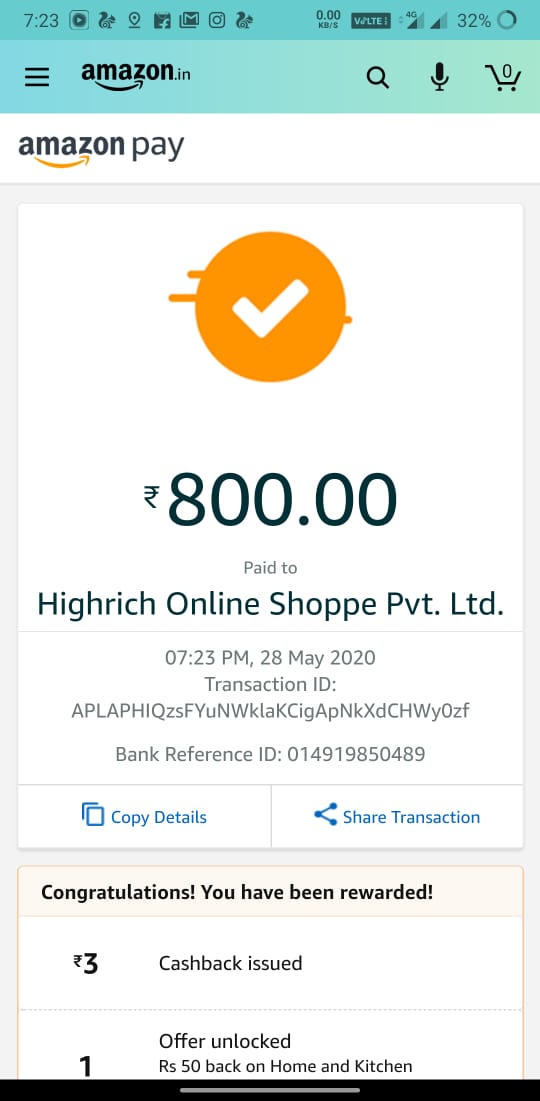 7:23 0.00 KB/S VoLTE 4G 32%
amazon.in 0
amazon pay
₹800.00
Paid to
Highrich Online Shoppe Pvt. Ltd.
07:23 PM, 28 May 2020
Transaction ID:
APLAPHIQzsFYuNWklaKCigApNkXdCHWy0zf
Bank Reference ID: 014919850489
Copy Details Share Transaction
Congratulations! You have been rewarded!
₹3 Cashback issued
Offer unlocked
1 Rs 50 back on Home and Kitchen